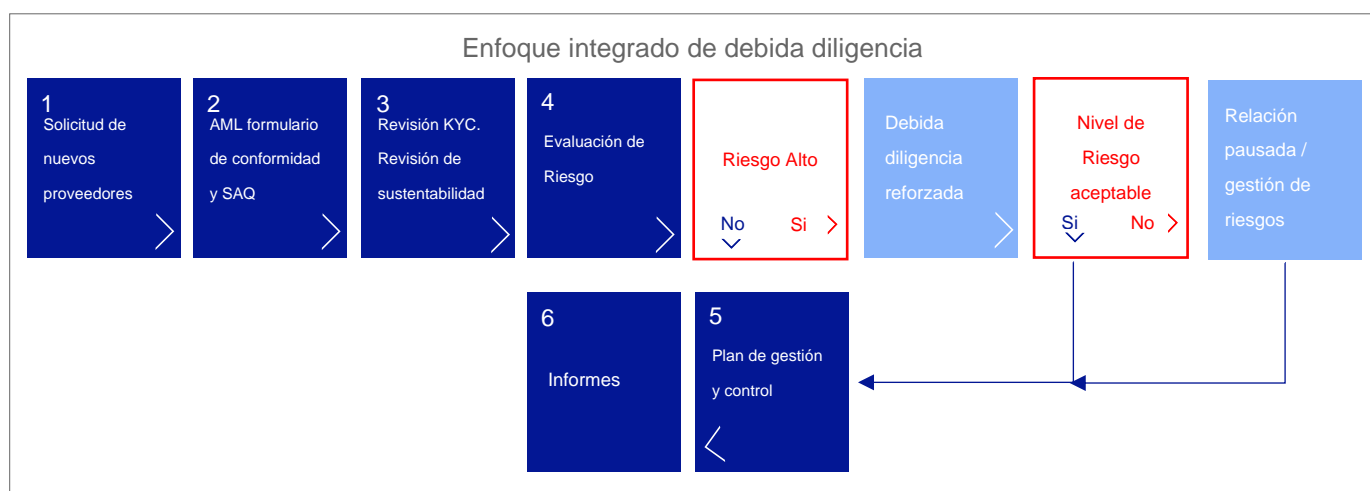 Enfoque integrado de debida diligencia
1
Solicitud de
nuevos
proveedores
2
AML formulario
de conformidad
y SAQ
3
Revisión KYC.
Revisión de
sustentabilidad
4
Evaluación de
Riesgo
Riesgo Alto
No Si
Debida
diligencia
reforzada
Nivel de
Riesgo
aceptable
Si No
Relación
pausada /
gestión de
riesgos
6
Informes
5
Plan de gestión
y control